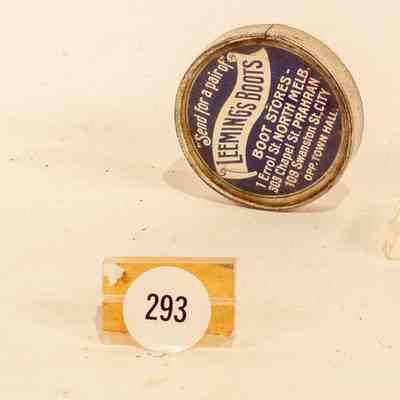 "Send for a pair of"
LEEMING'S BOOTS
BOOT STORES-
1 Errol St. NORTH MELB
303 Chapel St. PRAHRAN
109 Swanston St. CITY
OPP. TOWN HALL
293